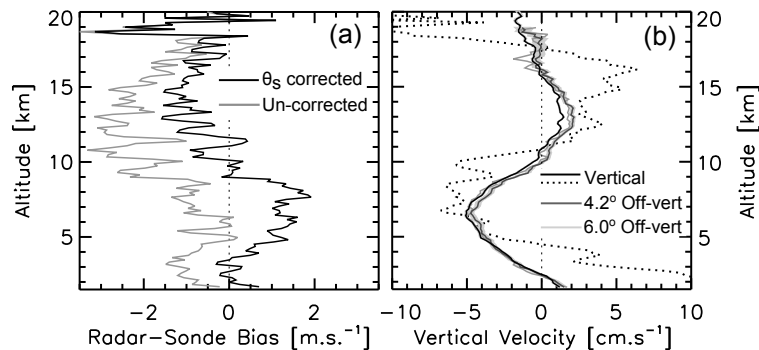 20
15
10
5
Altitude [km]
(a)
θs corrected
Un-corrected
-2 0 2
Radar-Sonde Bias [m.s.⁻¹]
(b)
Vertical
4.2º Off-vert
6.0º Off-vert
-10 -5 0 5 10
Vertical Velocity [cm.s⁻¹]
20
15
10
5
Altitude [km]